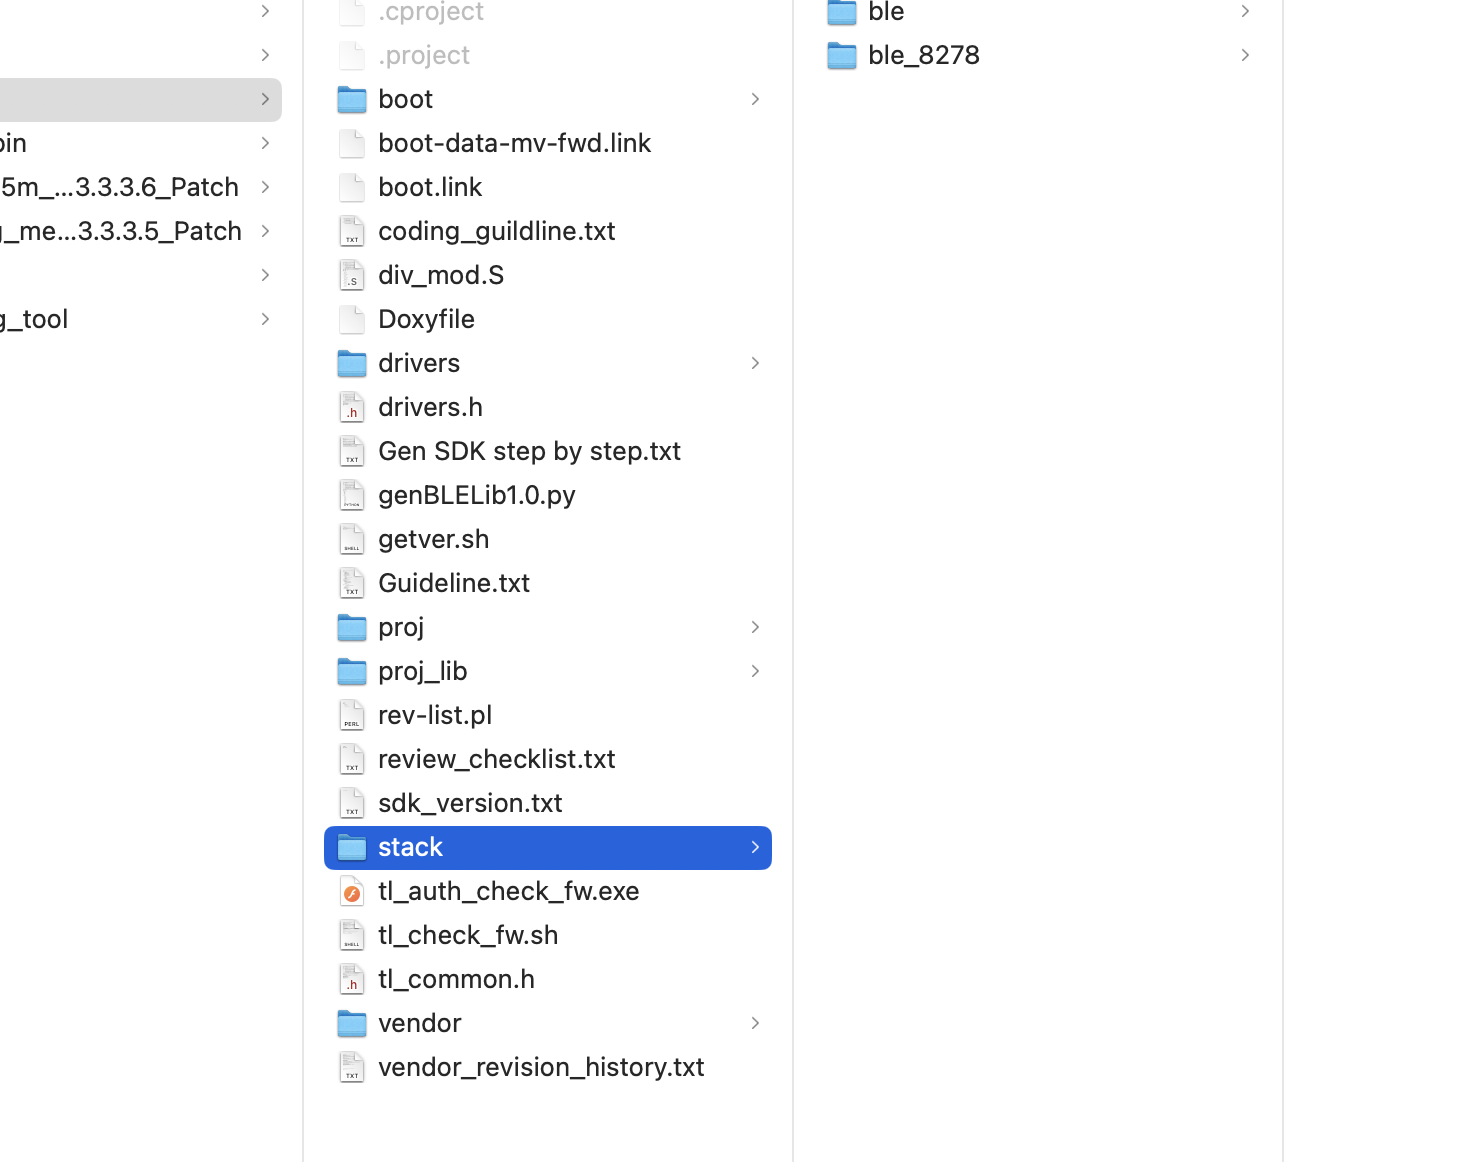 bin
5m_...3.3.3.6_Patch
g_me...3.3.3.5_Patch
g_tool
.cproject
.project
boot
boot-data-mv-fwd.link
boot.link
coding_guildline.txt
div_mod.S
Doxyfile
drivers
drivers.h
Gen SDK step by step.txt
genBLELib1.0.py
getver.sh
Guideline.txt
proj
proj_lib
rev-list.pl
review_checklist.txt
sdk_version.txt
stack
tl_auth_check_fw.exe
tl_check_fw.sh
tl_common.h
vendor
vendor_revision_history.txt
ble
ble_8278